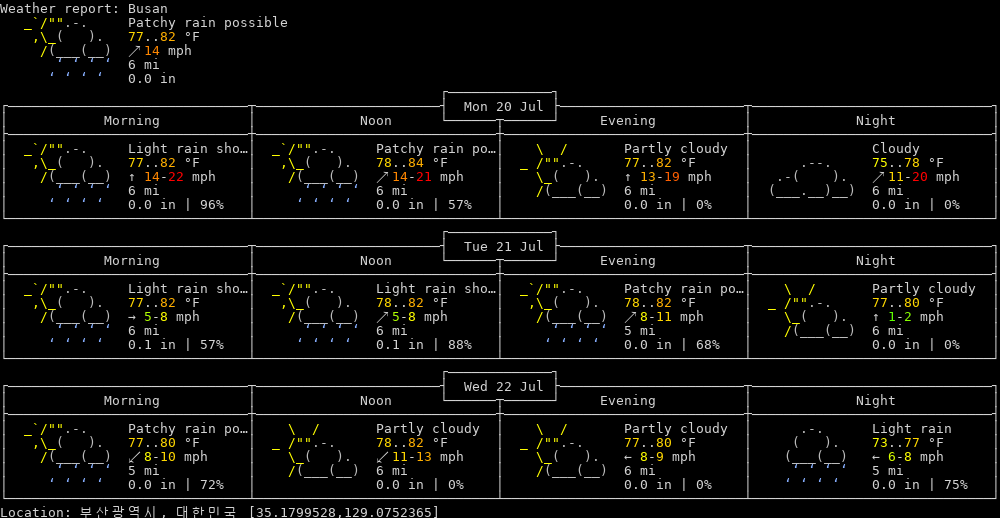 Weather report: Busan
Patchy rain possible
77..82 °F
↗ 14 mph
6 mi
0.0 in
Mon 20 Jul
Morning Noon Evening Night
Light rain sho… Patchy rain po… Partly cloudy Cloudy
77..82 °F 78..84 °F 77..82 °F 75..78 °F
↑ 14-22 mph ↗ 14-21 mph ↑ 13-19 mph ↗ 11-20 mph
6 mi 6 mi 6 mi 6 mi
0.0 in | 96% 0.0 in | 57% 0.0 in | 0% 0.0 in | 0%
Tue 21 Jul
Morning Noon Evening Night
Light rain sho… Light rain sho… Patchy rain po… Partly cloudy
77..82 °F 78..82 °F 78..82 °F 77..80 °F
→ 5-8 mph ↗ 5-8 mph ↗ 8-11 mph ↑ 1-2 mph
6 mi 6 mi 5 mi 6 mi
0.1 in | 57% 0.1 in | 88% 0.0 in | 68% 0.0 in | 0%
Wed 22 Jul
Morning Noon Evening Night
Patchy rain po… Partly cloudy Partly cloudy Light rain
77..80 °F 78..82 °F 77..80 °F 73..77 °F
↙ 8-10 mph ↙ 11-13 mph ← 8-9 mph ← 6-8 mph
5 mi 6 mi 6 mi 5 mi
0.0 in | 72% 0.0 in | 0% 0.0 in | 0% 0.0 in | 75%
Location: 부산광역시, 대한민국 [35.1799528,129.0752365]